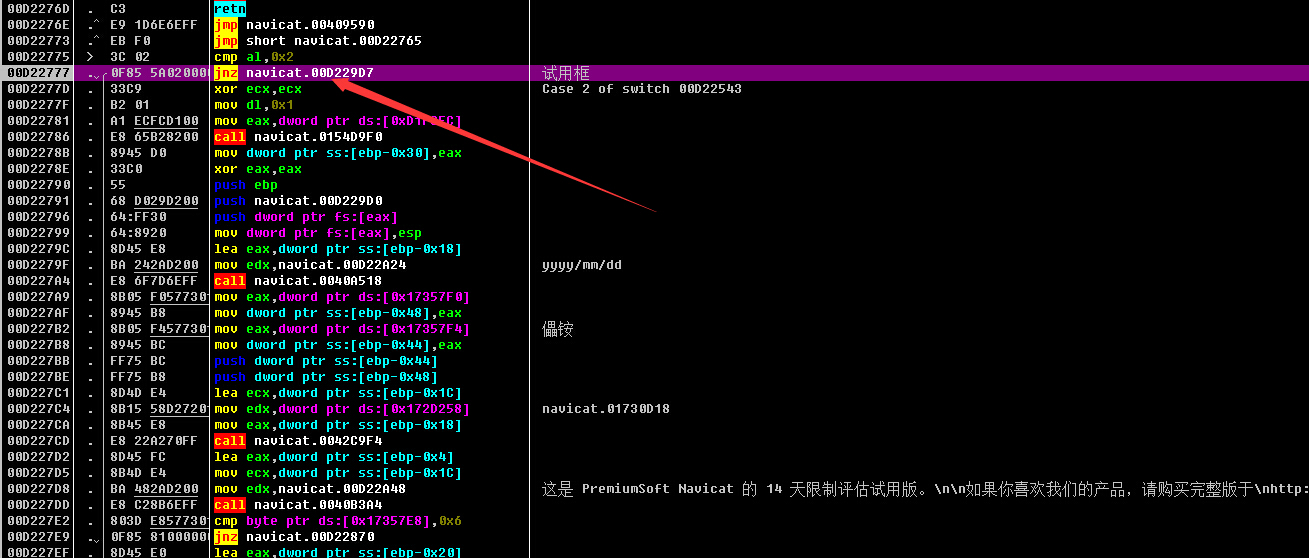 00D2276D . C3 retn
00D2276E .^ E9 1D6E6EFF jmp navicat.00409590
00D22773 .^ EB F0 jmp short navicat.00D22765
00D22775 > 3C 02 cmp al,0x2
00D22777 .v 0F85 5A020000 jnz navicat.00D229D7 试用框
00D2277D . 33C9 xor ecx,ecx Case 2 of switch 00D22543
00D2277F . B2 01 mov dl,0x1
00D22781 . A1 ECFCD100 mov eax,dword ptr ds:[0xD1FCEC]
00D22786 . E8 65B28200 call navicat.0154D9F0
00D2278B . 8945 D0 mov dword ptr ss:[ebp-0x30],eax
00D2278E . 33C0 xor eax,eax
00D22790 . 55 push ebp
00D22791 . 68 D029D200 push navicat.00D229D0
00D22796 . 64:FF30 push dword ptr fs:[eax]
00D22799 . 64:8920 mov dword ptr fs:[eax],esp
00D2279C . 8D45 E8 lea eax,dword ptr ss:[ebp-0x18]
00D2279F . BA 242AD200 mov edx,navicat.00D22A24 yyyy/mm/dd
00D227A4 . E8 6F7D6EFF call navicat.0040A518
00D227A9 . 8B05 F0577301 mov eax,dword ptr ds:[0x17357F0]
00D227AF . 8945 B8 mov dword ptr ss:[ebp-0x48],eax
00D227B2 . 8B05 F4577301 mov eax,dword ptr ds:[0x17357F4] 儡铵
00D227B8 . 8945 BC mov dword ptr ss:[ebp-0x44],eax
00D227BB . FF75 BC push dword ptr ss:[ebp-0x44]
00D227BE . FF75 B8 push dword ptr ss:[ebp-0x48]
00D227C1 . 8D4D E4 lea ecx,dword ptr ss:[ebp-0x1C]
00D227C4 . 8B15 58D27201 mov edx,dword ptr ds:[0x172D258] navicat.01730D18
00D227CA . 8B45 E8 mov eax,dword ptr ss:[ebp-0x18]
00D227CD . E8 22A270FF call navicat.0042C9F4
00D227D2 . 8D45 FC lea eax,dword ptr ss:[ebp-0x4]
00D227D5 . 8B4D E4 mov ecx,dword ptr ss:[ebp-0x1C]
00D227D8 . BA 482AD200 mov edx,navicat.00D22A48 这是 PremiumSoft Navicat 的 14 天限制评估试用版。\n\n如果你喜欢我们的产品，请购买完整版于\nhttp:
00D227DD . E8 C28B6EFF call navicat.0040B3A4
00D227E2 . 803D E8577301 cmp byte ptr ds:[0x17357E8],0x6
00D227E9 .v 0F85 81000000 jnz navicat.00D22870
00D227EF . 8D45 E0 lea eax,dword ptr ss:[ebp-0x20]